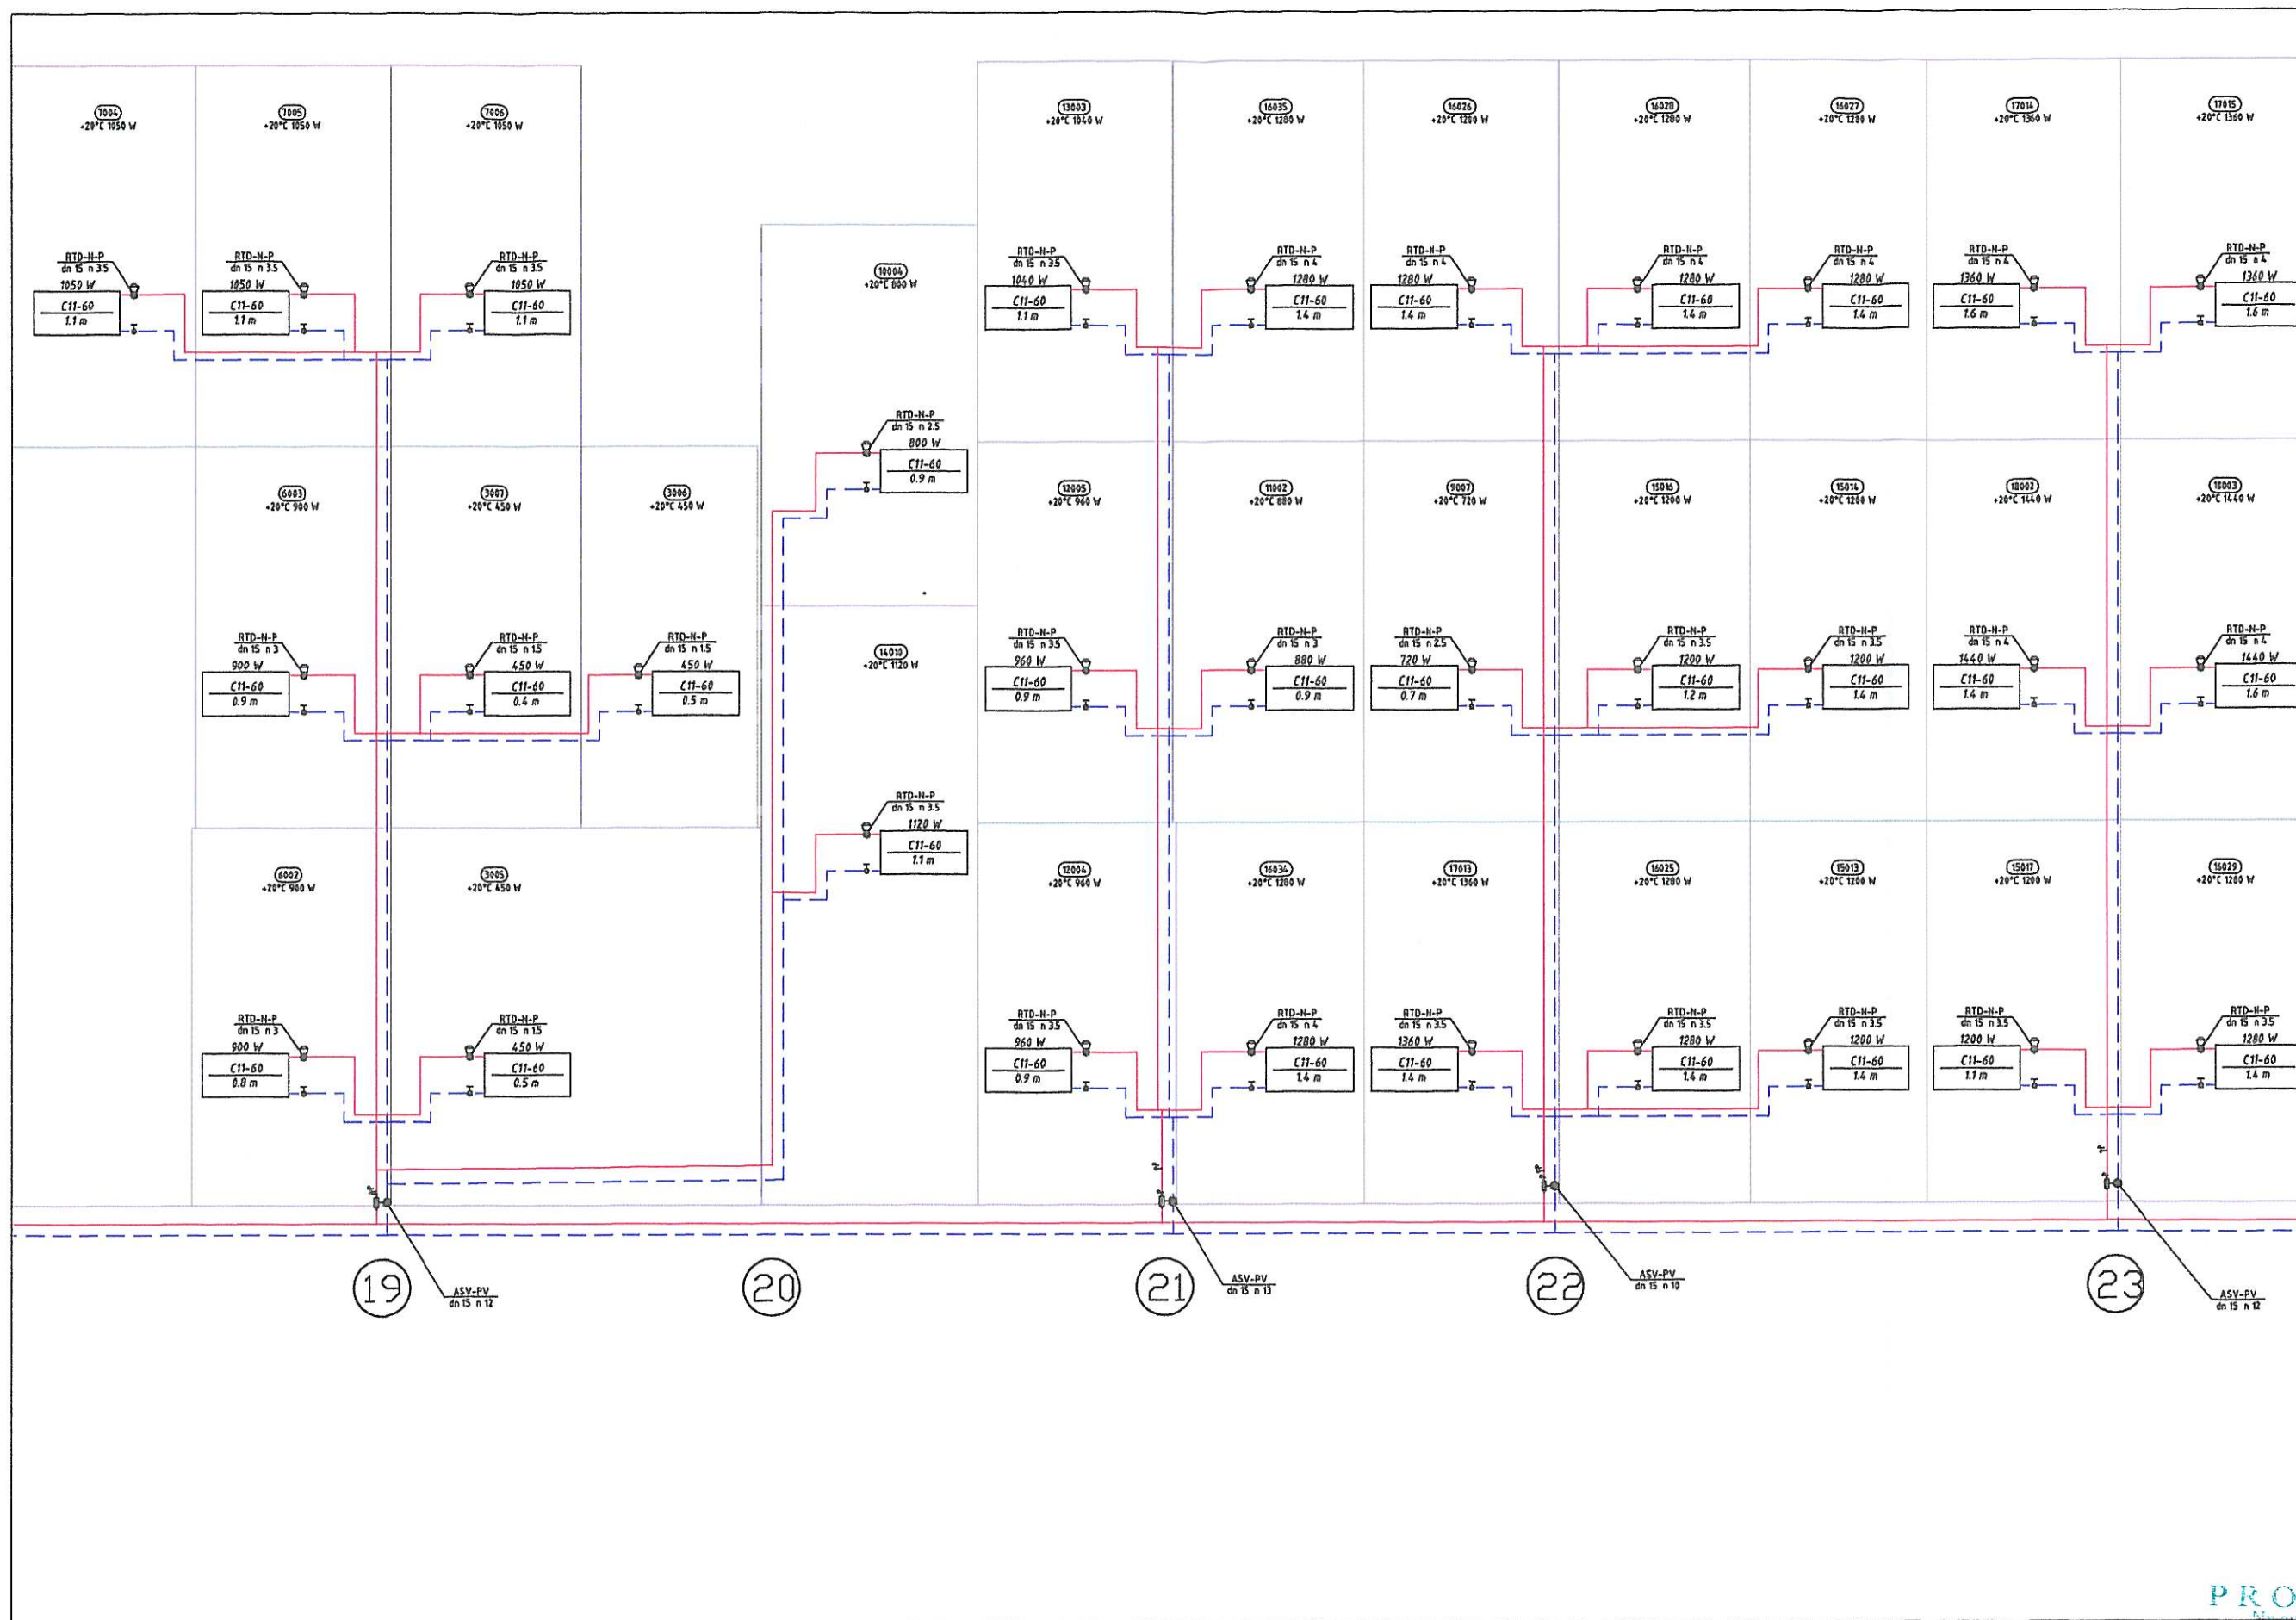 7004
+20°C 1050 W
7005
+20°C 1050 W
7006
+20°C 1050 W
13003
+20°C 1040 W
16035
+20°C 1280 W
16026
+20°C 1280 W
16028
+20°C 1280 W
16027
+20°C 1280 W
17014
+20°C 1360 W
17015
+20°C 1360 W
RTD-N-P
dn 15 n 3.5
1050 W
C11-60
1.1 m
RTD-N-P
dn 15 n 3.5
1050 W
C11-60
1.1 m
RTD-N-P
dn 15 n 3.5
1050 W
C11-60
1.1 m
10004
+20°C 800 W
RTD-N-P
dn 15 n 3.5
1040 W
C11-60
1.1 m
RTD-N-P
dn 15 n 4
1280 W
C11-60
1.4 m
RTD-N-P
dn 15 n 4
1280 W
C11-60
1.4 m
RTD-N-P
dn 15 n 4
1280 W
C11-60
1.4 m
RTD-N-P
dn 15 n 4
1280 W
C11-60
1.4 m
RTD-N-P
dn 15 n 4
1360 W
C11-60
1.6 m
RTD-N-P
dn 15 n 4
1360 W
C11-60
1.6 m
RTD-N-P
dn 15 n 2.5
800 W
C11-60
0.9 m
6003
+20°C 900 W
3007
+20°C 450 W
3006
+20°C 450 W
12005
+20°C 960 W
11002
+20°C 880 W
9007
+20°C 720 W
+20°C 1200 W
15014
+20°C 1200 W
18002
+20°C 1440 W
18003
+20°C 1440 W
RTD-N-P
dn 15 n 3
900 W
C11-60
0.9 m
RTD-N-P
dn 15 n 1.5
450 W
C11-60
0.4 m
RTD-N-P
dn 15 n 1.5
450 W
C11-60
0.5 m
14010
+20°C 1120 W
RTD-N-P
dn 15 n 3.5
960 W
C11-60
0.9 m
RTD-N-P
dn 15 n 3
880 W
C11-60
0.9 m
RTD-N-P
dn 15 n 2.5
720 W
C11-60
0.7 m
RTD-N-P
dn 15 n 3.5
1200 W
C11-60
1.2 m
RTD-N-P
dn 15 n 3.5
1200 W
C11-60
1.4 m
RTD-N-P
dn 15 n 4
1440 W
C11-60
1.4 m
RTD-N-P
dn 15 n 4
1440 W
C11-60
1.6 m
RTD-N-P
dn 15 n 3.5
1120 W
C11-60
1.1 m
6002
+20°C 900 W
3005
+20°C 450 W
12004
+20°C 960 W
16034
+20°C 1280 W
17013
+20°C 1360 W
16025
+20°C 1280 W
15013
+20°C 1200 W
15017
+20°C 1200 W
16029
+20°C 1280 W
RTD-N-P
dn 15 n 3
900 W
C11-60
0.8 m
RTD-N-P
dn 15 n 1.5
450 W
C11-60
0.5 m
RTD-N-P
dn 15 n 3.5
960 W
C11-60
0.9 m
RTD-N-P
dn 15 n 4
1280 W
C11-60
1.4 m
RTD-N-P
dn 15 n 3.5
1360 W
C11-60
1.4 m
RTD-N-P
dn 15 n 3.5
1280 W
C11-60
1.4 m
RTD-N-P
dn 15 n 3.5
1200 W
C11-60
1.4 m
RTD-N-P
dn 15 n 3.5
1200 W
C11-60
1.1 m
RTD-N-P
dn 15 n 3.5
1280 W
C11-60
1.4 m
19
ASV-PV
dn 15 n 12
20
21
ASV-PV
dn 15 n 13
22
ASV-PV
dn 15 n 10
23
ASV-PV
dn 15 n 12
PRO